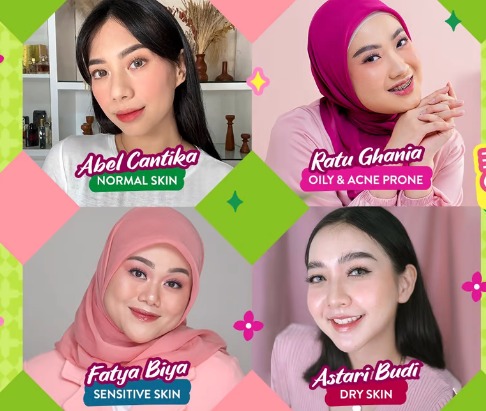 Abel Cantika
NORMAL SKIN
Ratu Ghania
OILY & ACNE PRONE
Fatya Biya
SENSITIVE SKIN
Astari Budi
DRY SKIN